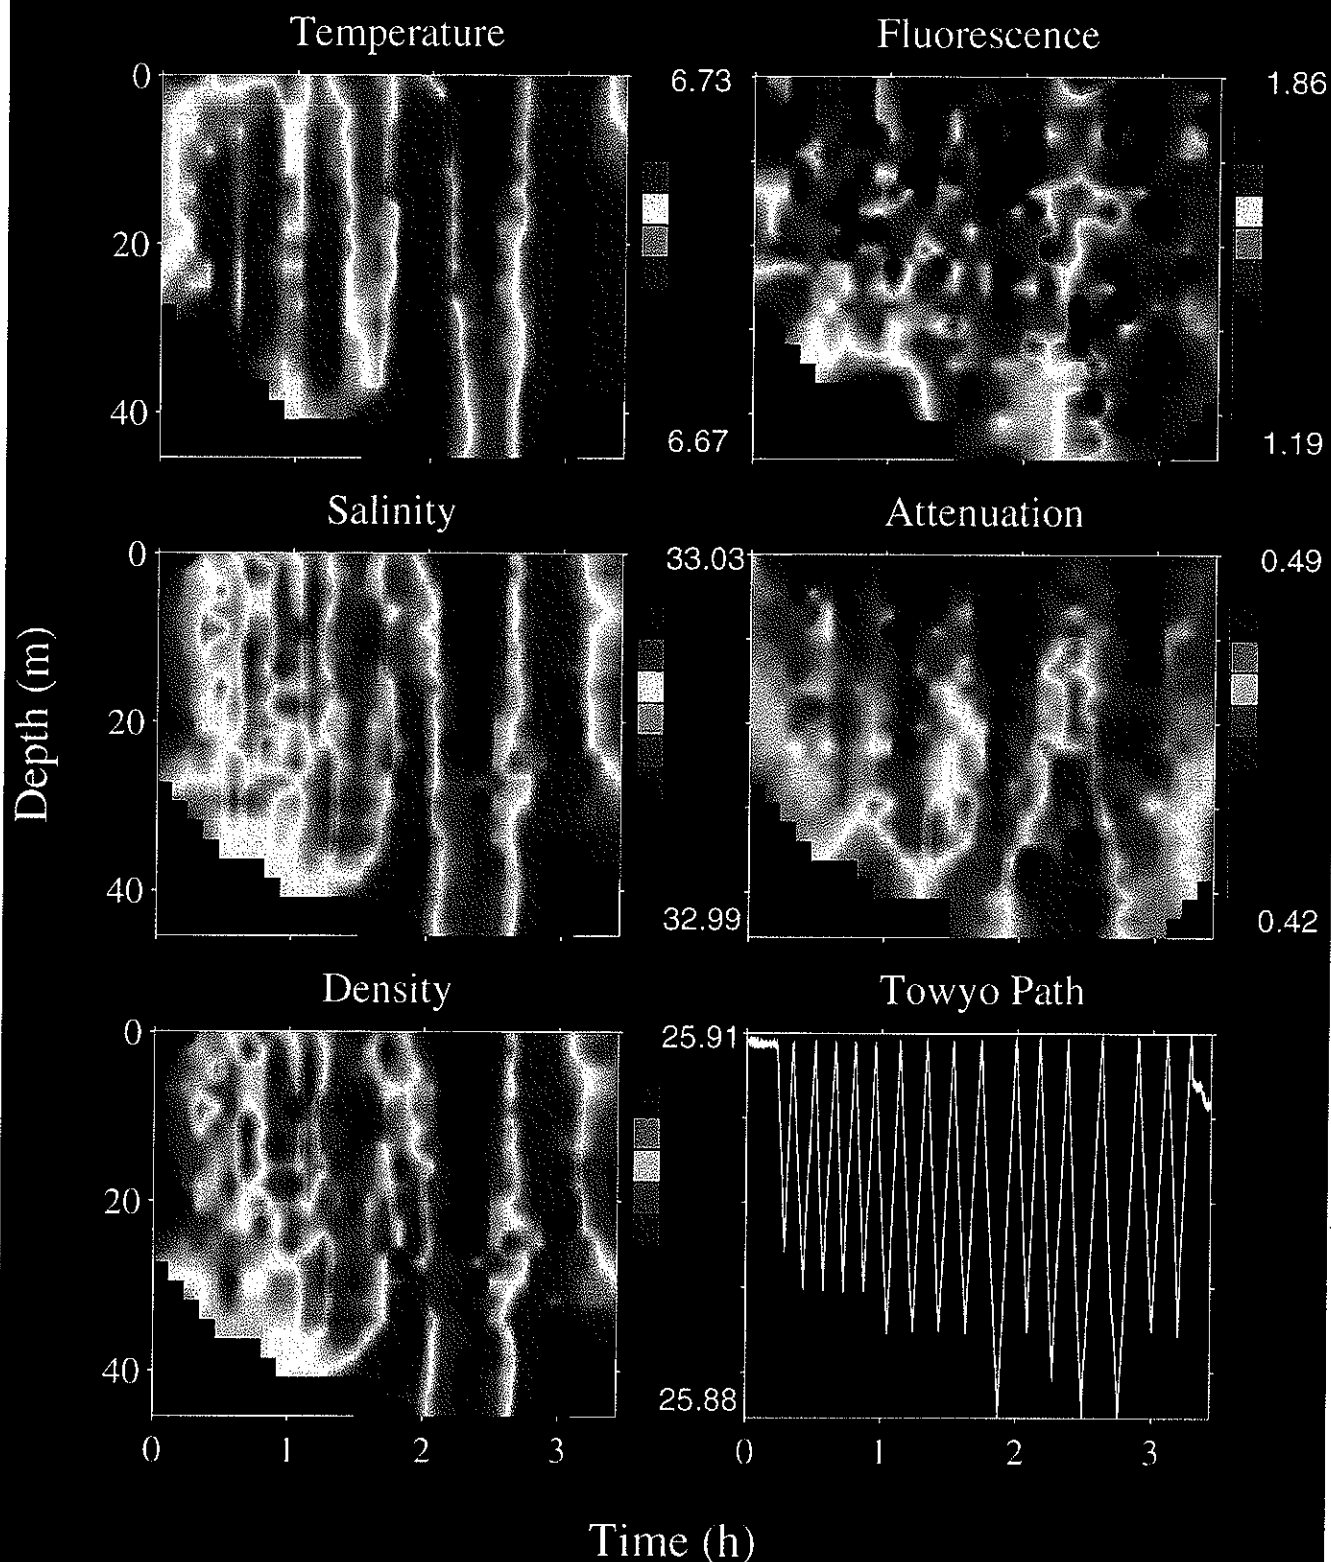 Temperature
Fluorescence
0
20
40
6.73
6.67
1.86
1.19
Salinity
Attenuation
0
20
40
33.03
32.99
0.49
0.42
Depth (m)
Density
Towyo Path
0
20
40
25.91
25.88
0 1 2 3
0 1 2 3
Time (h)